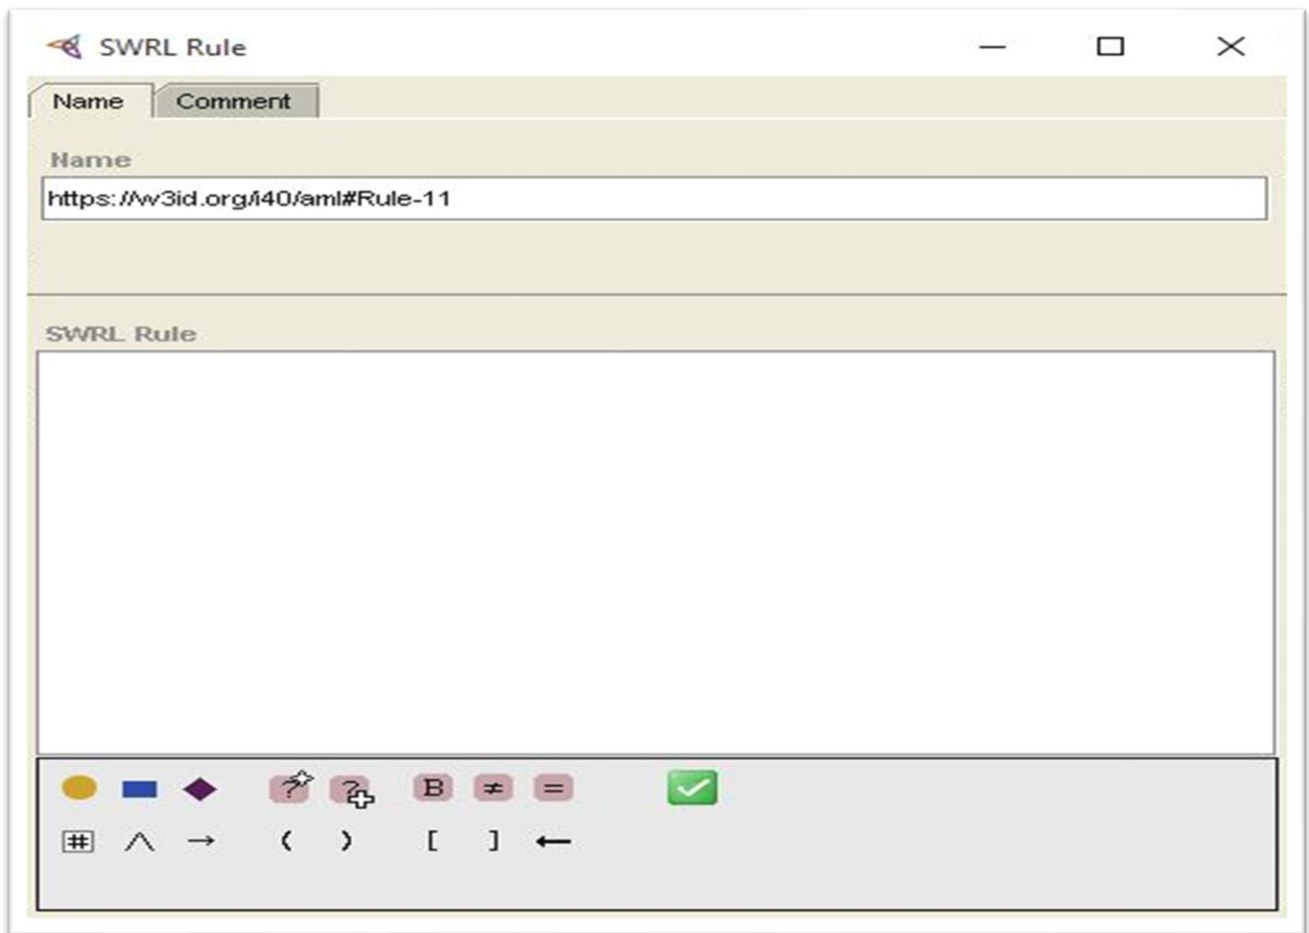 SWRL Rule
Name Comment
Name
https://w3id.org/i40/aml#Rule-11
SWRL Rule
? ? B ≠ =
# ∧ → ( ) [ ] ←